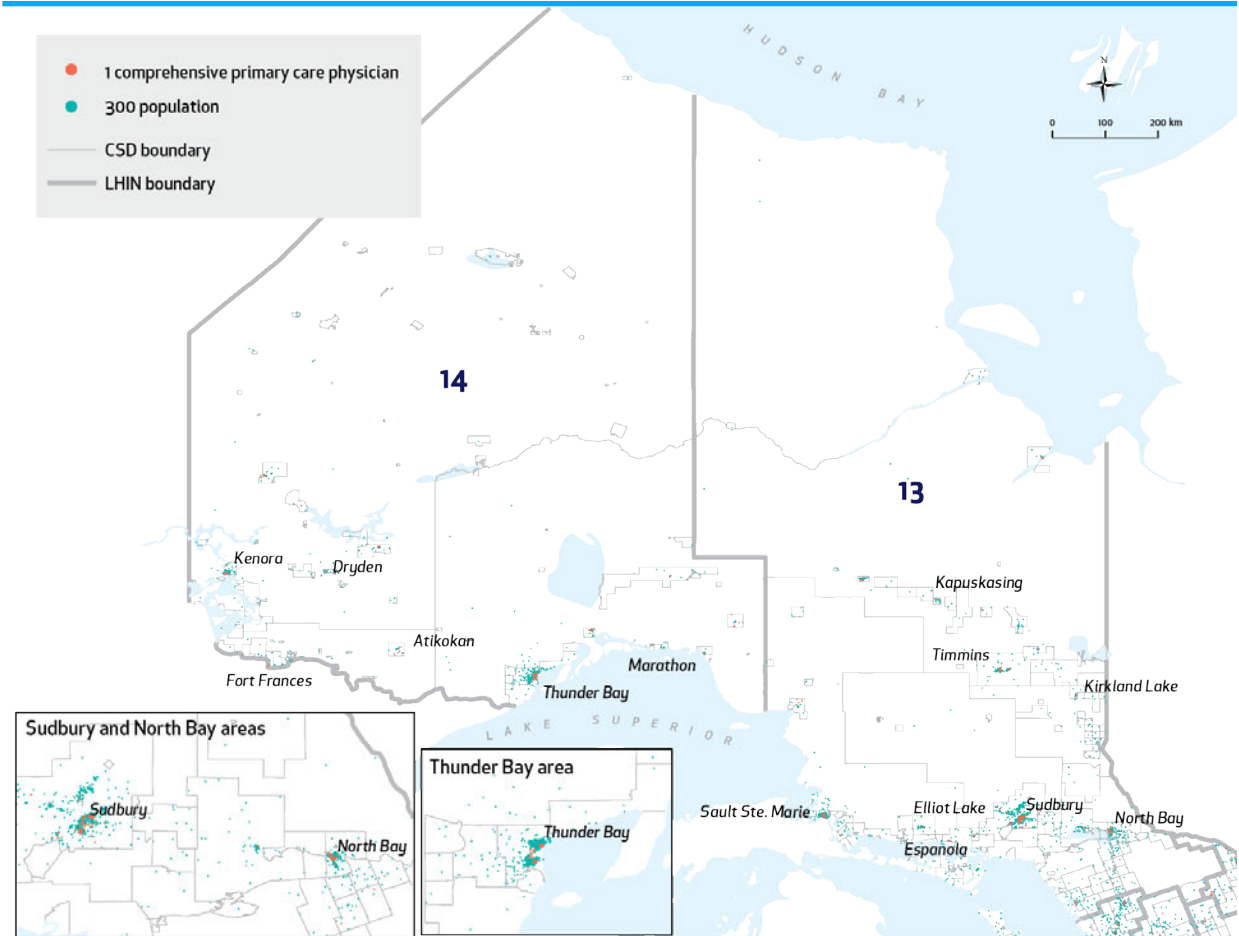 HUDSON BAY
1 comprehensive primary care physician
300 population
CSD boundary
LHIN boundary
N
0 100 200 km
14
13
Kenora
Dryden
Kapuskasing
Atikokan
Timmins
Marathon
Fort Frances
Thunder Bay
Kirkland Lake
LAKE SUPERIOR
Sudbury and North Bay areas
Sudbury
North Bay
Thunder Bay area
Thunder Bay
Sault Ste. Marie
Elliot Lake
Sudbury
North Bay
Espanola